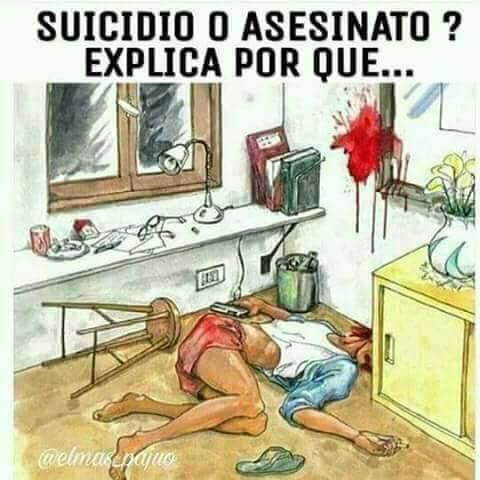 SUICIDIO O ASESINATO ?
EXPLICA POR QUE...
@elmas_pajuo